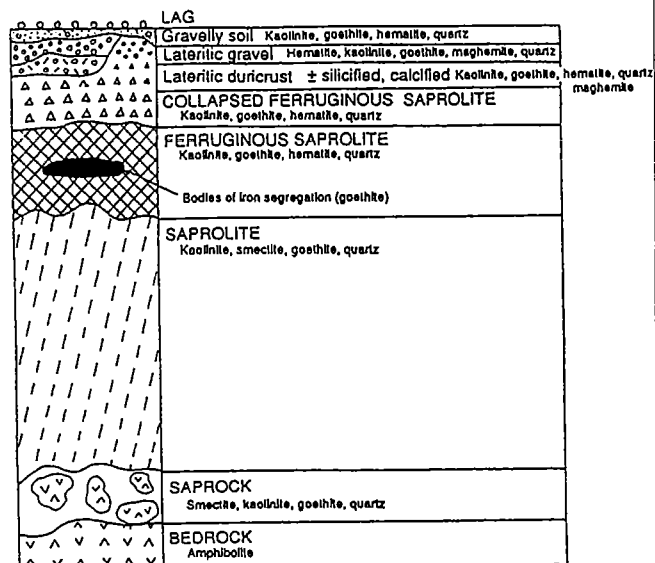 LAG
Gravelly soil Kaolinite, goethite, hematite, quartz
Lateritic gravel Hematite, kaolinite, goethite, maghemite, quartz
Lateritic duricrust ± silicified, calcified Kaolinite, goethite, hematite, quartz
maghemite
COLLAPSED FERRUGINOUS SAPROLITE
Kaolinite, goethite, hematite, quartz
FERRUGINOUS SAPROLITE
Kaolinite, goethite, hematite, quartz
Bodies of iron segregation (goethite)
SAPROLITE
Kaolinite, smectite, goethite, quartz
SAPROCK
Smectite, kaolinite, goethite, quartz
BEDROCK
Amphibolite